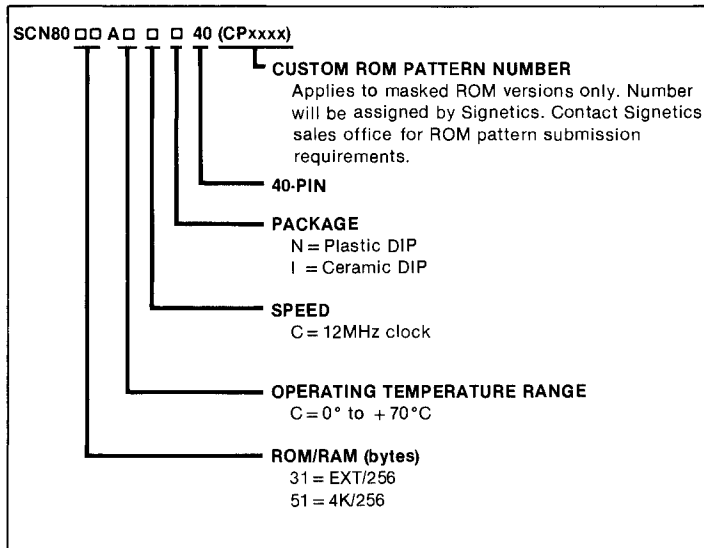 SCN80□□ A□ □ □ 40 (CPxxxx)
CUSTOM ROM PATTERN NUMBER
Applies to masked ROM versions only. Number
will be assigned by Signetics. Contact Signetics
sales office for ROM pattern submission
requirements.
40-PIN
PACKAGE
N = Plastic DIP
I = Ceramic DIP
SPEED
C = 12MHz clock
OPERATING TEMPERATURE RANGE
C = 0° to + 70°C
ROM/RAM (bytes)
31 = EXT/256
51 = 4K/256